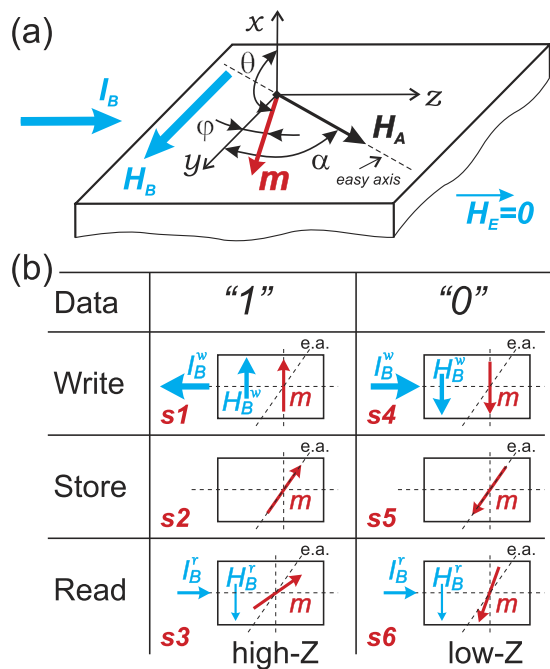 (a)
x
θ
I_B
z
φ
H_A
y
α
H_B
m
easy axis
H_E=0
(b)
Data "1" "0"
e.a. e.a.
Write I_B^w H_B^w m s1 I_B^w H_B^w m s4
e.a. e.a.
Store m s2 m s5
e.a. e.a.
Read I_B^r H_B^r m s3 I_B^r H_B^r m s6
high-Z low-Z